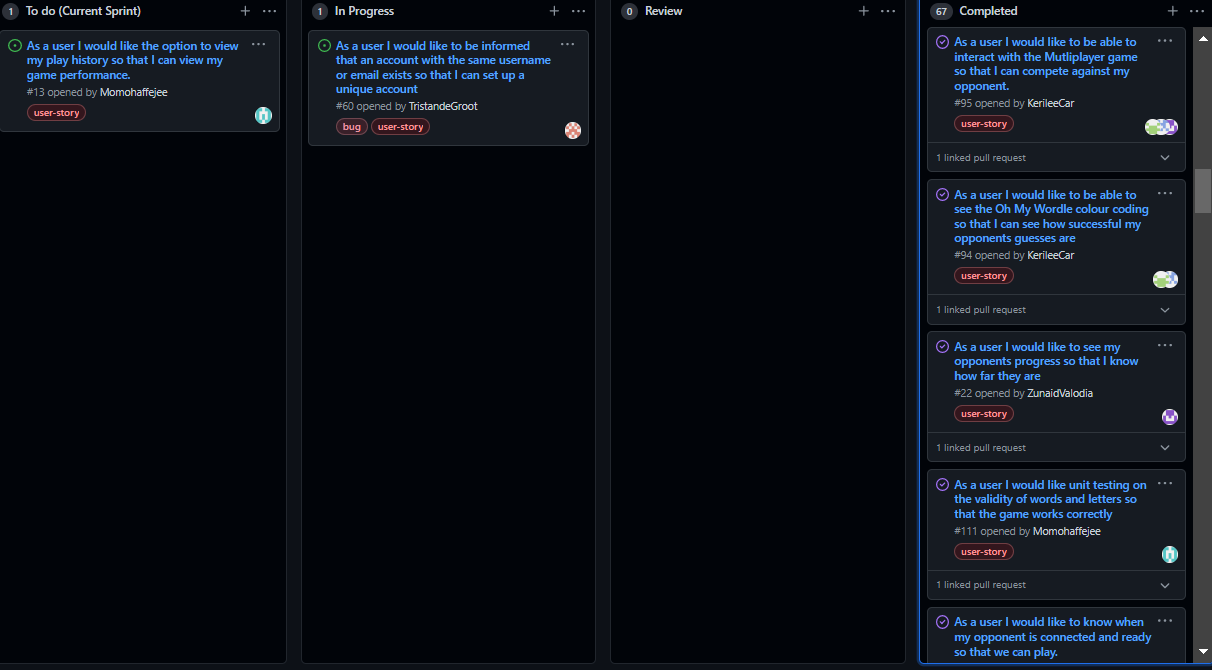 1 To do (Current Sprint)
As a user I would like the option to view
my play history so that I can view my
game performance.
#13 opened by Momohaffejee
user-story
1 In Progress
As a user I would like to be informed
that an account with the same username
or email exists so that I can set up a
unique account
#60 opened by TristandeGroot
bug user-story
0 Review
67 Completed
As a user I would like to be able to
interact with the Mutliplayer game
so that I can compete against my
opponent.
#95 opened by KerileeCar
user-story
1 linked pull request
As a user I would like to be able to
see the Oh My Wordle colour coding
so that I can see how successful my
opponents guesses are
#94 opened by KerileeCar
user-story
1 linked pull request
As a user I would like to see my
opponents progress so that I know
how far they are
#22 opened by ZunaidValodia
user-story
1 linked pull request
As a user I would like unit testing on
the validity of words and letters so
that the game works correctly
#111 opened by Momohaffejee
user-story
1 linked pull request
As a user I would like to know when
my opponent is connected and ready
so that we can play.